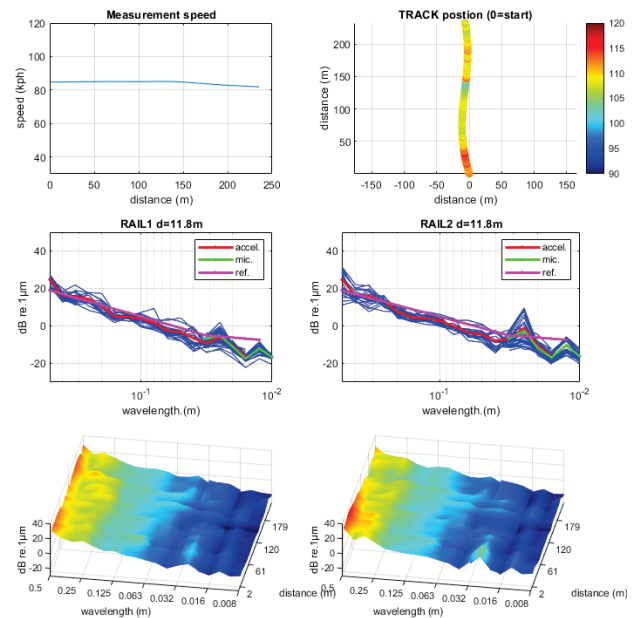 Measurement speed
120
100
80
60
40
speed (kph)
0
50
100
150
200
250
distance (m)
TRACK postion (0=start)
200
150
100
50
distance (m)
-150
-100
-50
0
50
100
150
distance (m)
120
115
110
105
100
95
90
RAIL1 d=11.8m
40
20
0
-20
dB re.1µm
accel.
mic.
ref.
10-1
10-2
wavelength.(m)
RAIL2 d=11.8m
40
20
0
-20
dB re.1µm
accel.
mic.
ref.
10-1
10-2
wavelength.(m)
40
20
0
-20
dB re.1µm
0.5
0.25
0.125
0.063
0.032
0.016
0.008
wavelength (m)
2
61
120
179
distance (m)
40
20
0
-20
dB re.1µm
0.5
0.25
0.125
0.063
0.032
0.016
0.008
wavelength (m)
2
61
120
179
distance (m)